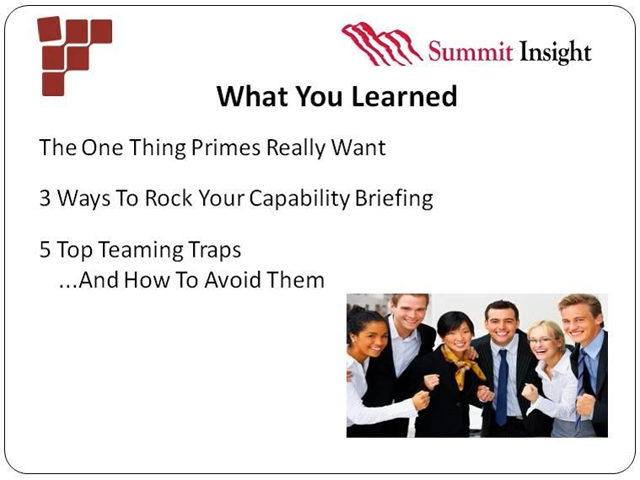 Summit Insight
What You Learned
The One Thing Primes Really Want
3 Ways To Rock Your Capability Briefing
5 Top Teaming Traps
...And How To Avoid Them